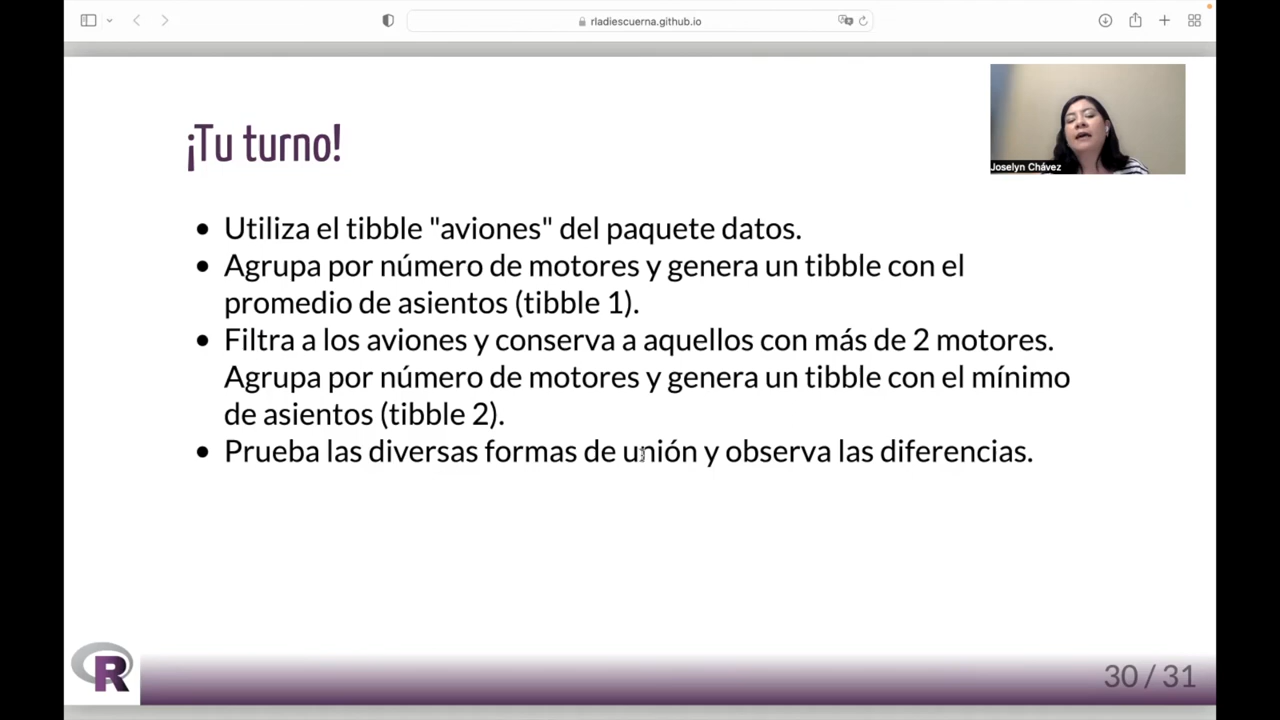 rladiescuerna.github.io
Joselyn Chávez
¡Tu turno!
Utiliza el tibble "aviones" del paquete datos.
Agrupa por número de motores y genera un tibble con el
promedio de asientos (tibble 1).
Filtra a los aviones y conserva a aquellos con más de 2 motores.
Agrupa por número de motores y genera un tibble con el mínimo
de asientos (tibble 2).
Prueba las diversas formas de unión y observa las diferencias.
R
30 / 31